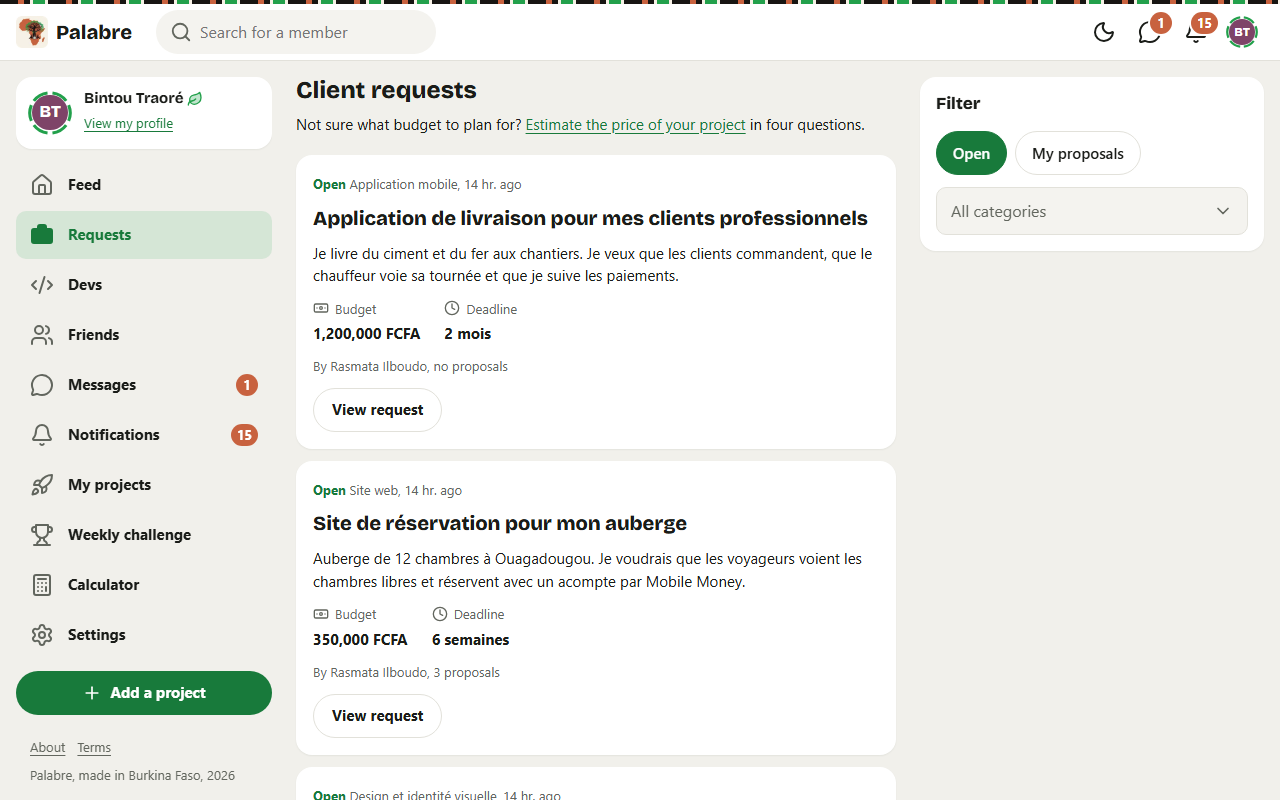 Palabre
Search for a member
1
15
BT
BT
Bintou Traoré
View my profile
Feed
Requests
Devs
Friends
Messages 1
Notifications 15
My projects
Weekly challenge
Calculator
Settings
Add a project
About Terms
Palabre, made in Burkina Faso, 2026
Client requests
Not sure what budget to plan for? Estimate the price of your project in four questions.
Open Application mobile, 14 hr. ago
Application de livraison pour mes clients professionnels
Je livre du ciment et du fer aux chantiers. Je veux que les clients commandent, que le
chauffeur voie sa tournée et que je suive les paiements.
Budget Deadline
1,200,000 FCFA 2 mois
By Rasmata Ilboudo, no proposals
View request
Open Site web, 14 hr. ago
Site de réservation pour mon auberge
Auberge de 12 chambres à Ouagadougou. Je voudrais que les voyageurs voient les
chambres libres et réservent avec un acompte par Mobile Money.
Budget Deadline
350,000 FCFA 6 semaines
By Rasmata Ilboudo, 3 proposals
View request
Open Design et identité visuelle, 14 hr. ago
Filter
Open My proposals
All categories